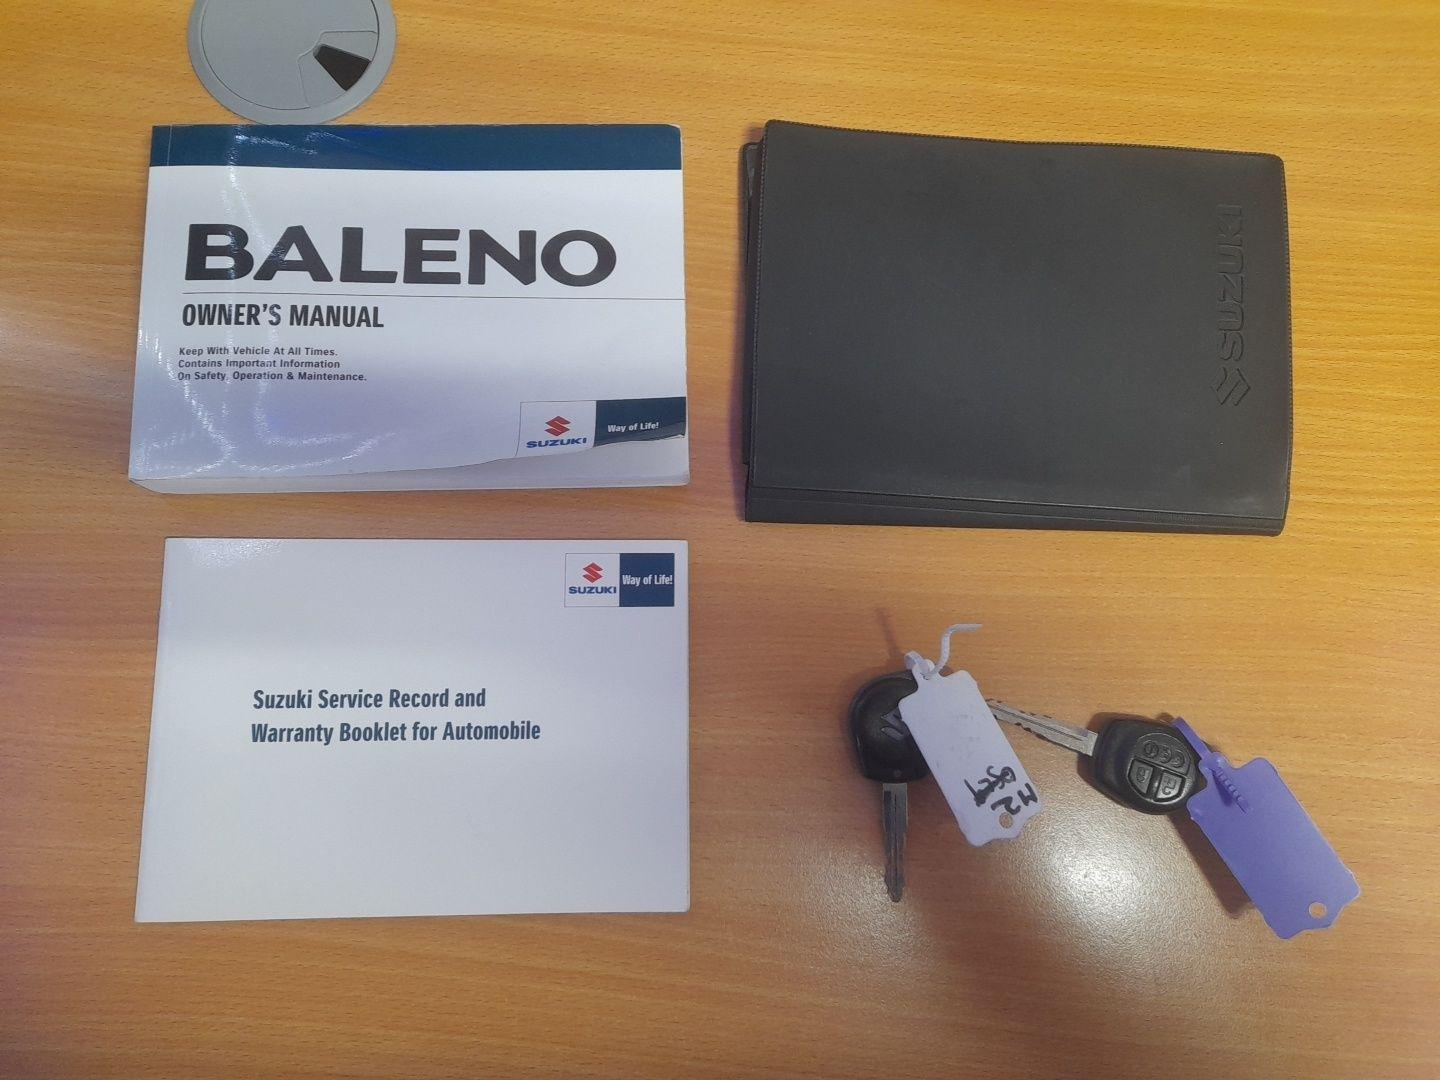 BALENO
OWNER'S MANUAL
Keep With Vehicle At All Times.
Contains Important Information
On Safety, Operation & Maintenance.
SUZUKI
Way of Life!
SUZUKI
SUZUKI
Way of Life!
Suzuki Service Record and
Warranty Booklet for Automobile